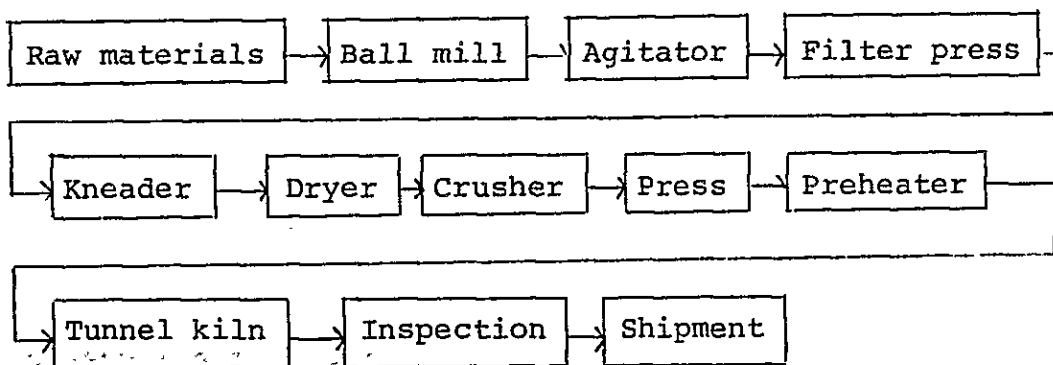 Raw materials Ball mill Agitator Filter press
Kneader Dryer Crusher Press Preheater
Tunnel kiln Inspection Shipment